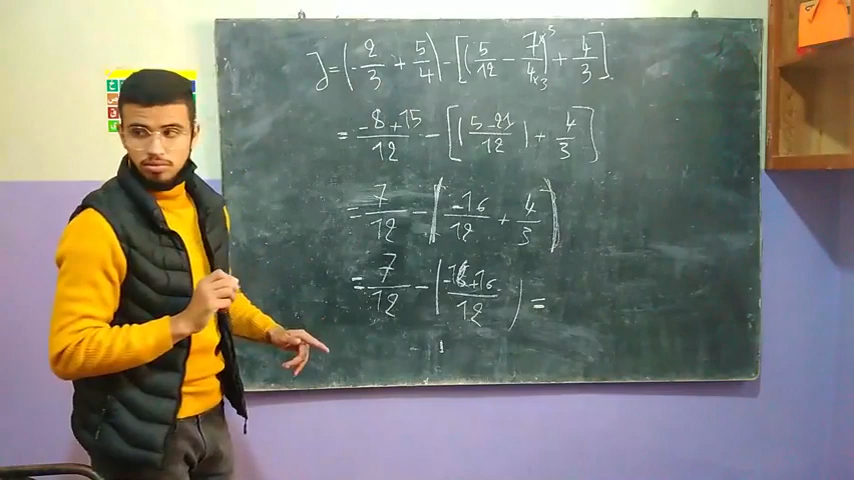 J = (-2/3 + 5/4) - [(5/12 - 7×5/4×3) + 4/3]
= -8+15/12 - [(5-21/12) + 4/3]
= 7/12 - (-16/12 + 4/3)
= 7/12 - (-16+16/12) =